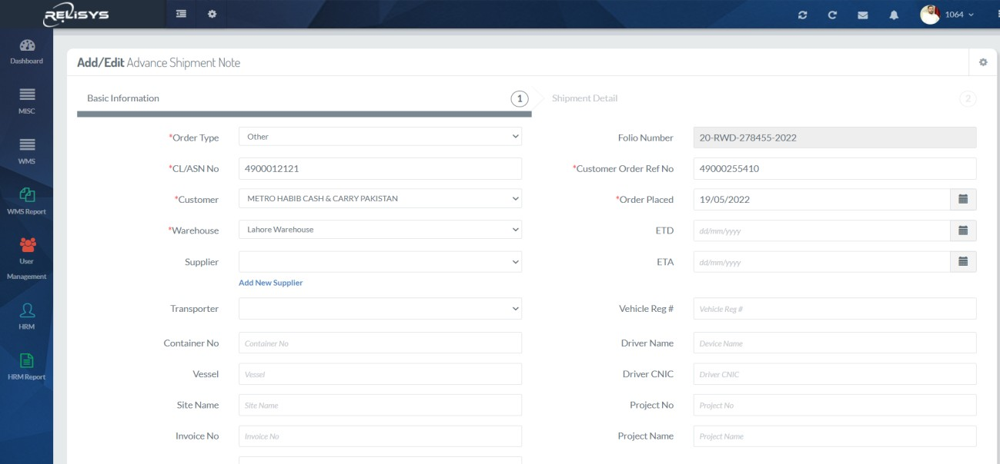 RELISYS
1064
Dashboard
MISC
WMS
WMS Report
User
Management
HRM
HRM Report
Add/Edit Advance Shipment Note
Basic Information 1 Shipment Detail 2
*Order Type Other Folio Number 20-RWD-278455-2022
*CL/ASN No 4900012121 *Customer Order Ref No 49000255410
*Customer METRO HABIB CASH & CARRY PAKISTAN *Order Placed 19/05/2022
*Warehouse Lahore Warehouse ETD dd/mm/yyyy
Supplier ETA dd/mm/yyyy
Add New Supplier
Transporter Vehicle Reg # Vehicle Reg #
Container No Container No Driver Name Device Name
Vessel Vessel Driver CNIC Driver CNIC
Site Name Site Name Project No Project No
Invoice No Invoice No Project Name Project Name